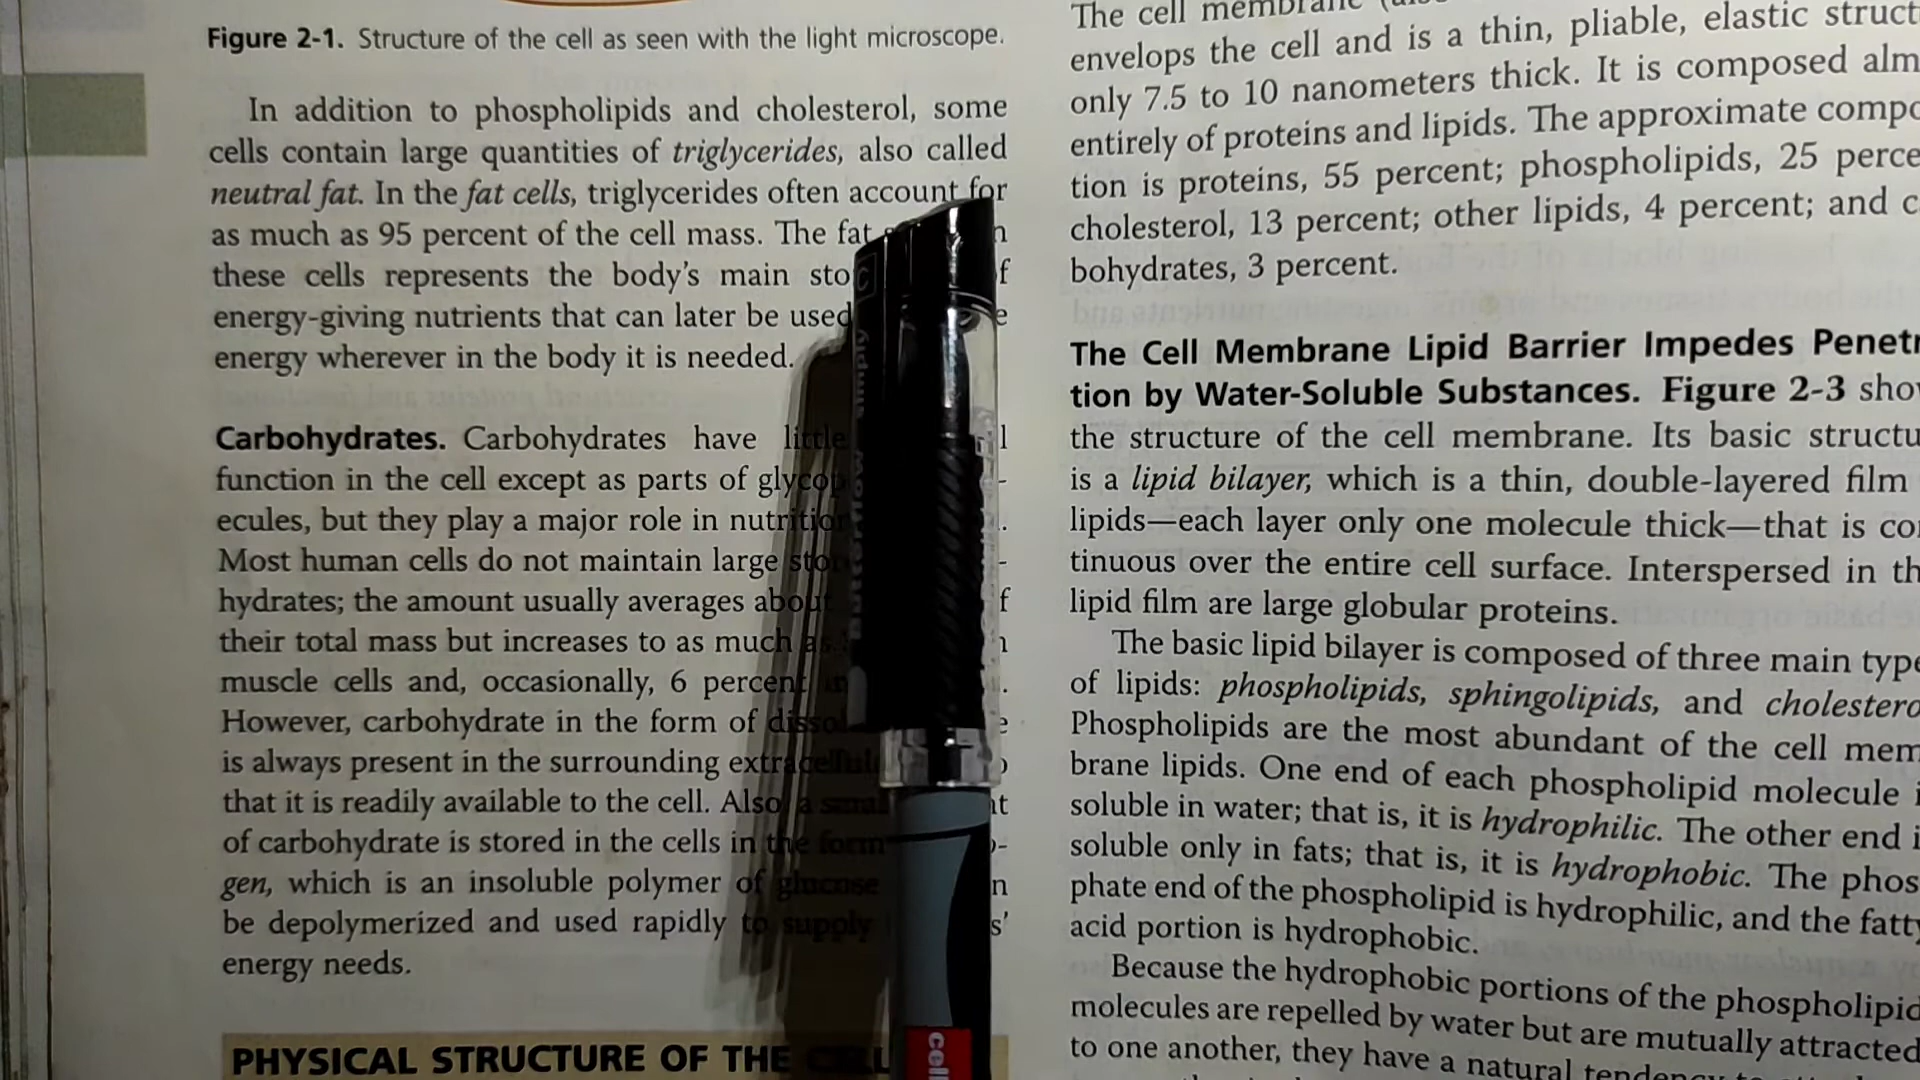 Figure 2-1. Structure of the cell as seen with the light microscope.
In addition to phospholipids and cholesterol, some
cells contain large quantities of triglycerides, also called
neutral fat. In the fat cells, triglycerides often account for
as much as 95 percent of the cell mass. The fat
these cells represents the body's main
energy-giving nutrients that can later be used
energy wherever in the body it is needed.
Carbohydrates. Carbohydrates have little
function in the cell except as parts of
ecules, but they play a major role in nutrition
Most human cells do not maintain large
hydrates; the amount usually averages about
their total mass but increases to as much as
muscle cells and, occasionally, 6 percent in
However, carbohydrate in the form of
is always present in the surrounding
that it is readily available to the cell. Also, a
of carbohydrate is stored in the cells in the form
gen, which is an insoluble polymer of glucose
be depolymerized and used rapidly to supply
energy needs.
PHYSICAL STRUCTURE OF THE CELL
cell
The cell membrane
envelops the cell and is a thin, pliable, elastic
only 7.5 to 10 nanometers thick. It is composed
entirely of proteins and lipids. The approximate
tion is proteins, 55 percent; phospholipids, 25
cholesterol, 13 percent; other lipids, 4 percent; and
bohydrates, 3 percent.
The Cell Membrane Lipid Barrier Impedes
tion by Water-Soluble Substances. Figure 2-3
the structure of the cell membrane. Its basic
is a lipid bilayer, which is a thin, double-layered film
lipids—each layer only one molecule thick—that is
tinuous over the entire cell surface. Interspersed in
lipid film are large globular proteins.
The basic lipid bilayer is composed of three main
of lipids: phospholipids, sphingolipids, and
Phospholipids are the most abundant of the cell mem
brane lipids. One end of each phospholipid molecule
soluble in water; that is, it is hydrophilic. The other end
soluble only in fats; that is, it is hydrophobic. The phos
phate end of the phospholipid is hydrophilic, and the fatty
acid portion is hydrophobic.
Because the hydrophobic portions of the phospholipid
molecules are repelled by water but are mutually attracted
to one another, they have a natural tendency to